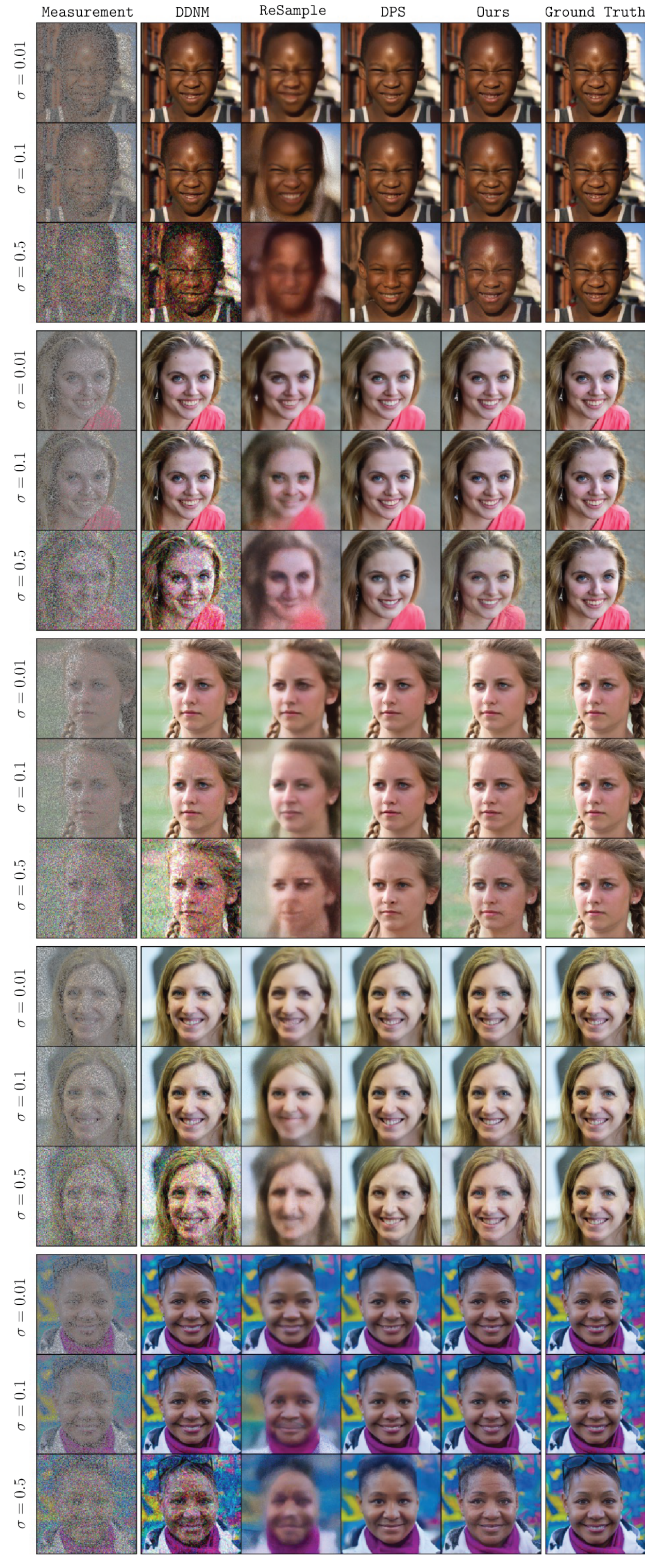 Measurement DDNM ReSample DPS Ours Ground Truth
σ = 0.01
σ = 0.1
σ = 0.5
σ = 0.01
σ = 0.1
σ = 0.5
σ = 0.01
σ = 0.1
σ = 0.5
σ = 0.01
σ = 0.1
σ = 0.5
σ = 0.01
σ = 0.1
σ = 0.5